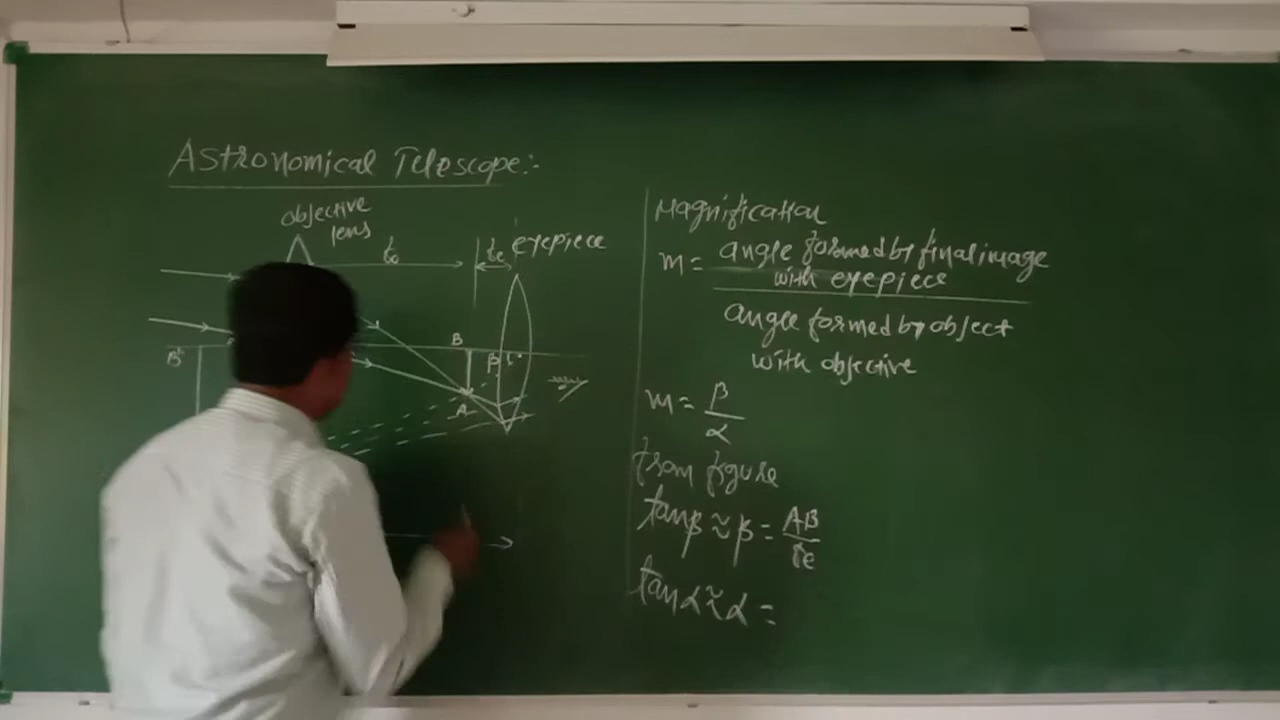 Astronomical Telescope:-
objective
lens
fo
fe
eyepiece
B'
B
β
A
Magnification
m = angle formed by final image
with eyepiece
angle formed by object
with objective
m = β
α
from figure
tanβ ≈ β = AB
fe
tanα ≈ α =